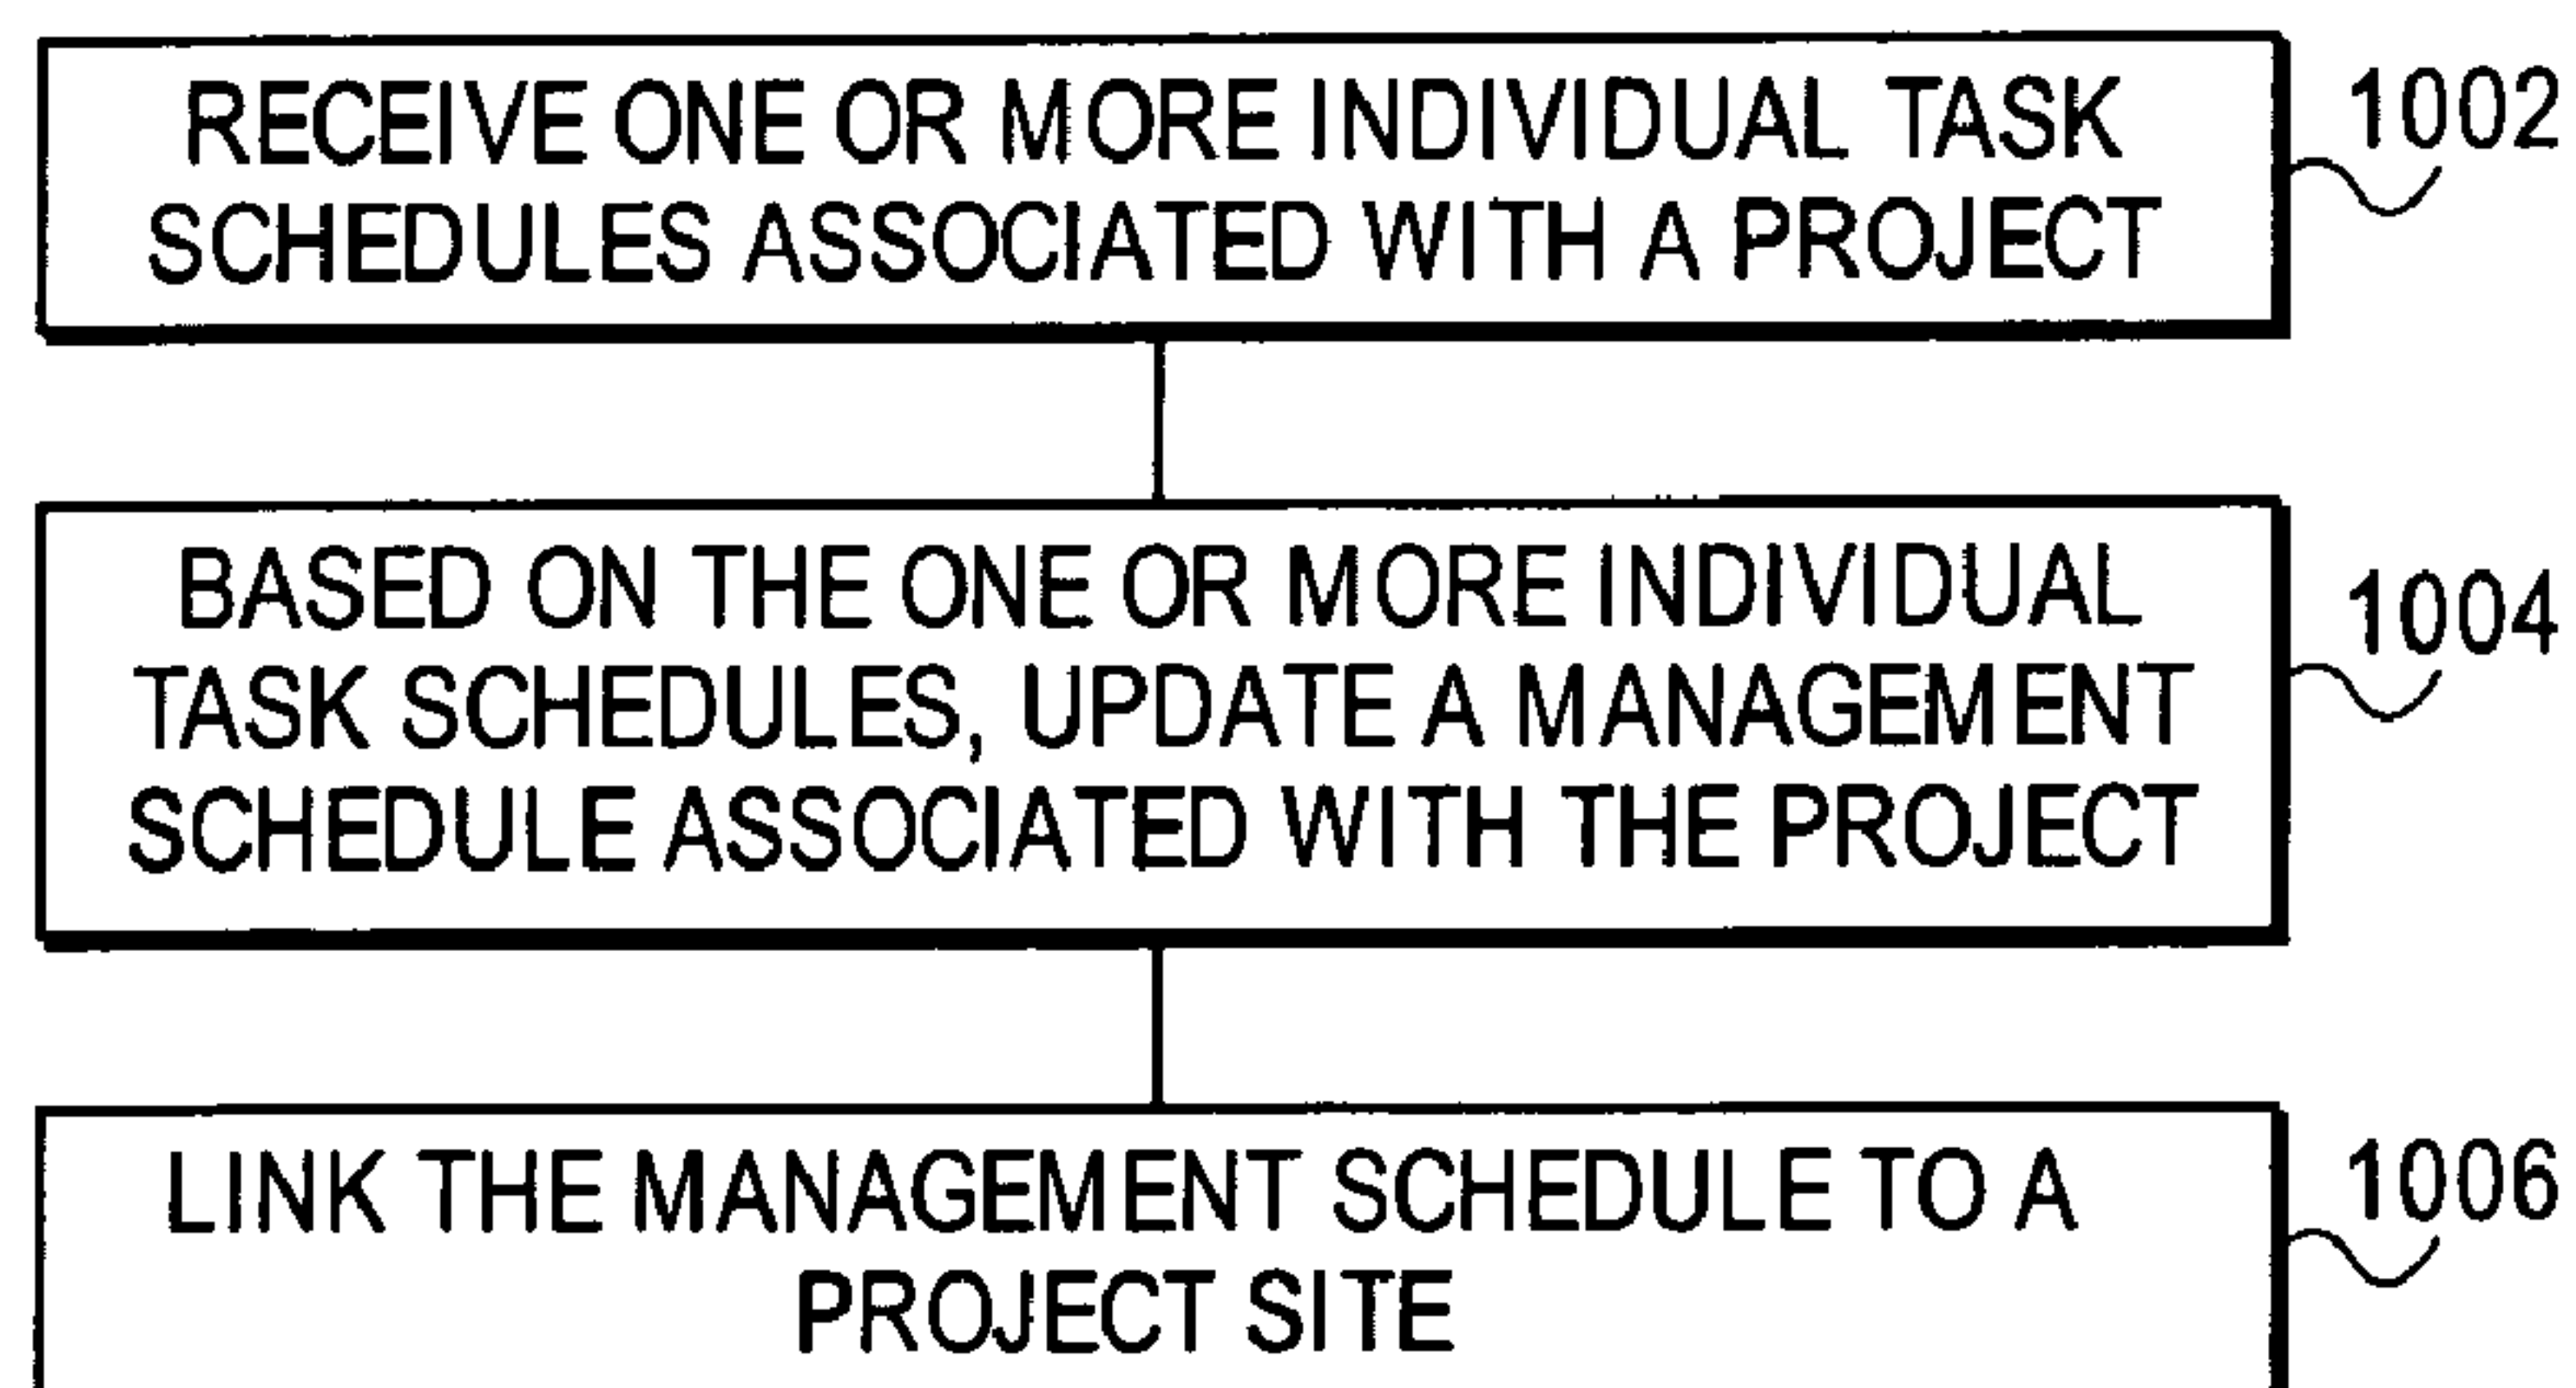 RECEIVE ONE OR MORE INDIVIDUAL TASK
SCHEDULES ASSOCIATED WITH A PROJECT
1002
BASED ON THE ONE OR MORE INDIVIDUAL
TASK SCHEDULES, UPDATE A MANAGEMENT
SCHEDULE ASSOCIATED WITH THE PROJECT
1004
LINK THE MANAGEMENT SCHEDULE TO A
PROJECT SITE
1006